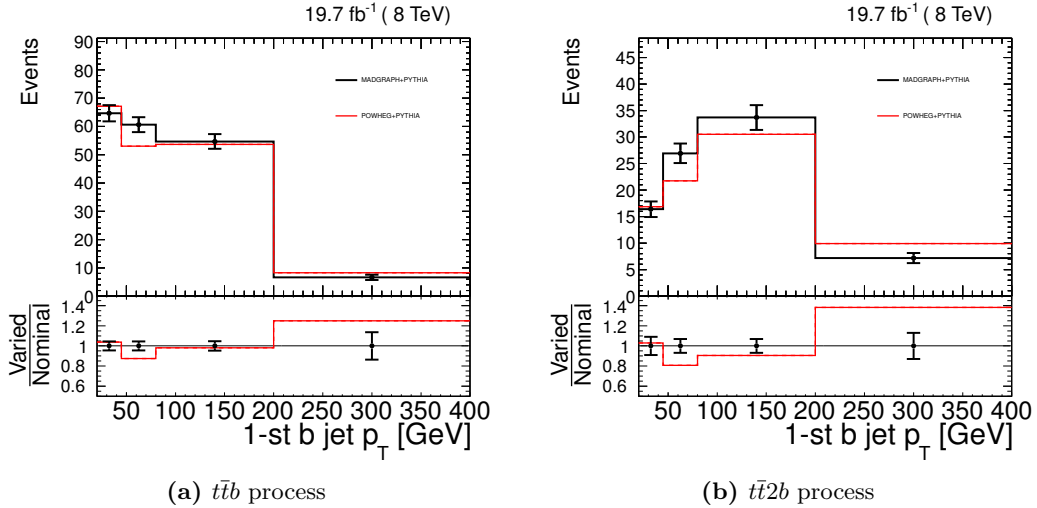 19.7 fb⁻¹ ( 8 TeV)
Events
90
80
70
60
50
40
30
20
10
0
MADGRAPH+PYTHIA
POWHEG+PYTHIA
Varied
Nominal
1.4
1.2
1
0.8
0.6
50 100 150 200 250 300 350 400
1-st b jet p_T [GeV]
(a) tt̄b process
19.7 fb⁻¹ ( 8 TeV)
Events
45
40
35
30
25
20
15
10
5
0
MADGRAPH+PYTHIA
POWHEG+PYTHIA
Varied
Nominal
1.4
1.2
1
0.8
0.6
50 100 150 200 250 300 350 400
1-st b jet p_T [GeV]
(b) tt̄2b process